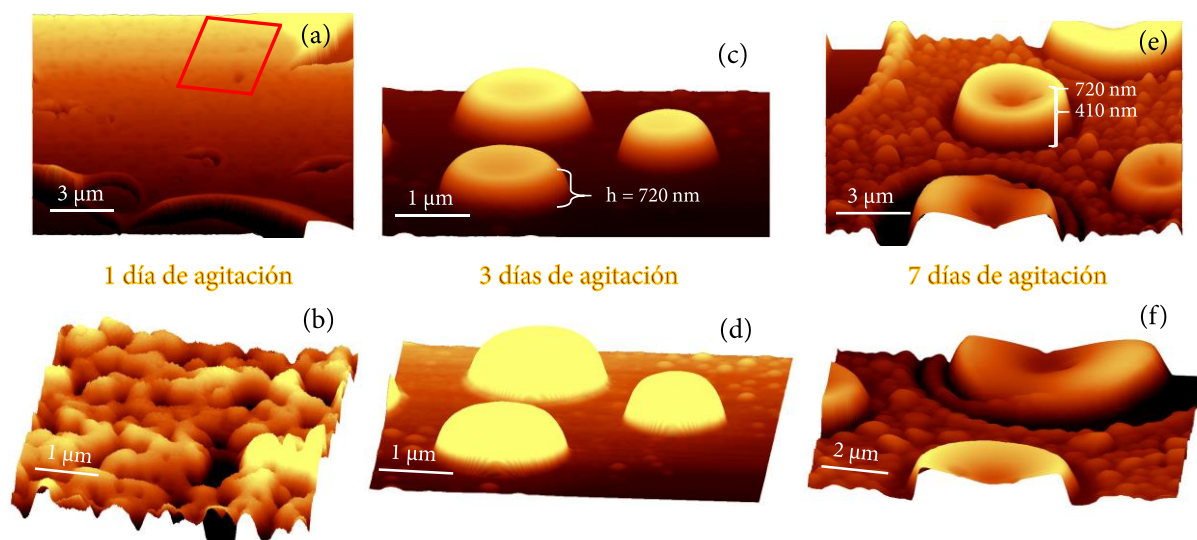 (a)
3 μm
(c)
1 μm
h = 720 nm
(e)
720 nm
410 nm
3 μm
1 día de agitación
3 días de agitación
7 días de agitación
(b)
1 μm
(d)
1 μm
(f)
2 μm